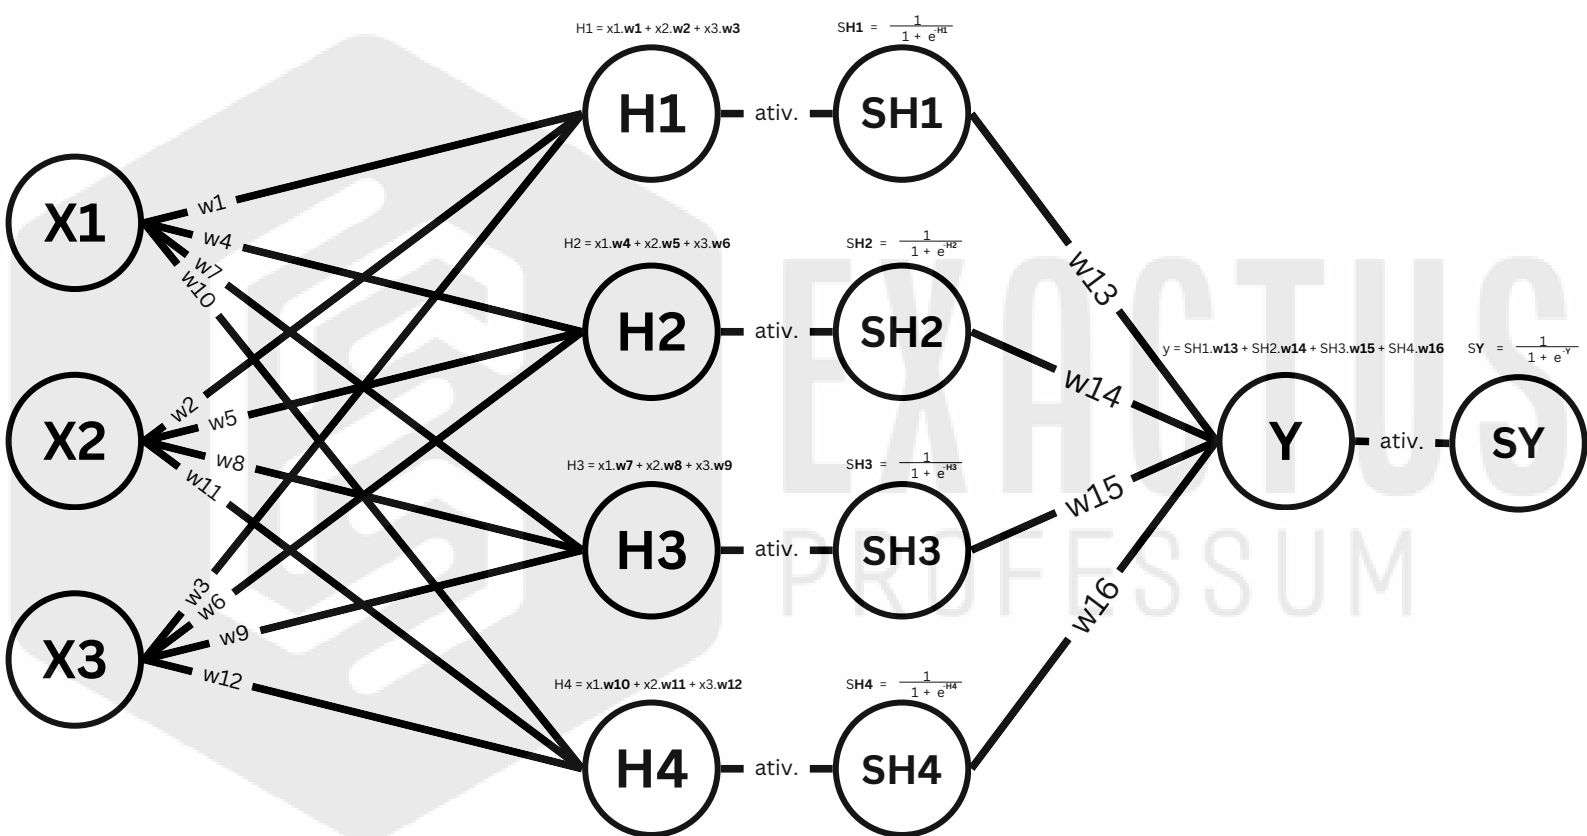 H1 = x1.w1 + x2.w2 + x3.w3
SH1 = 1
1 + e^-H1
H1
ativ.
SH1
X1
w1
w4
w7
w10
w13
H2 = x1.w4 + x2.w5 + x3.w6
SH2 = 1
1 + e^-H2
H2
ativ.
SH2
EXACTUS
PROFESSUM
y = SH1.w13 + SH2.w14 + SH3.w15 + SH4.w16
SY = 1
1 + e^-Y
w14
X2
w2
w5
w8
w11
Y
ativ.
SY
H3 = x1.w7 + x2.w8 + x3.w9
SH3 = 1
1 + e^-H3
w15
H3
ativ.
SH3
w16
X3
w3
w6
w9
w12
H4 = x1.w10 + x2.w11 + x3.w12
SH4 = 1
1 + e^-H4
H4
ativ.
SH4